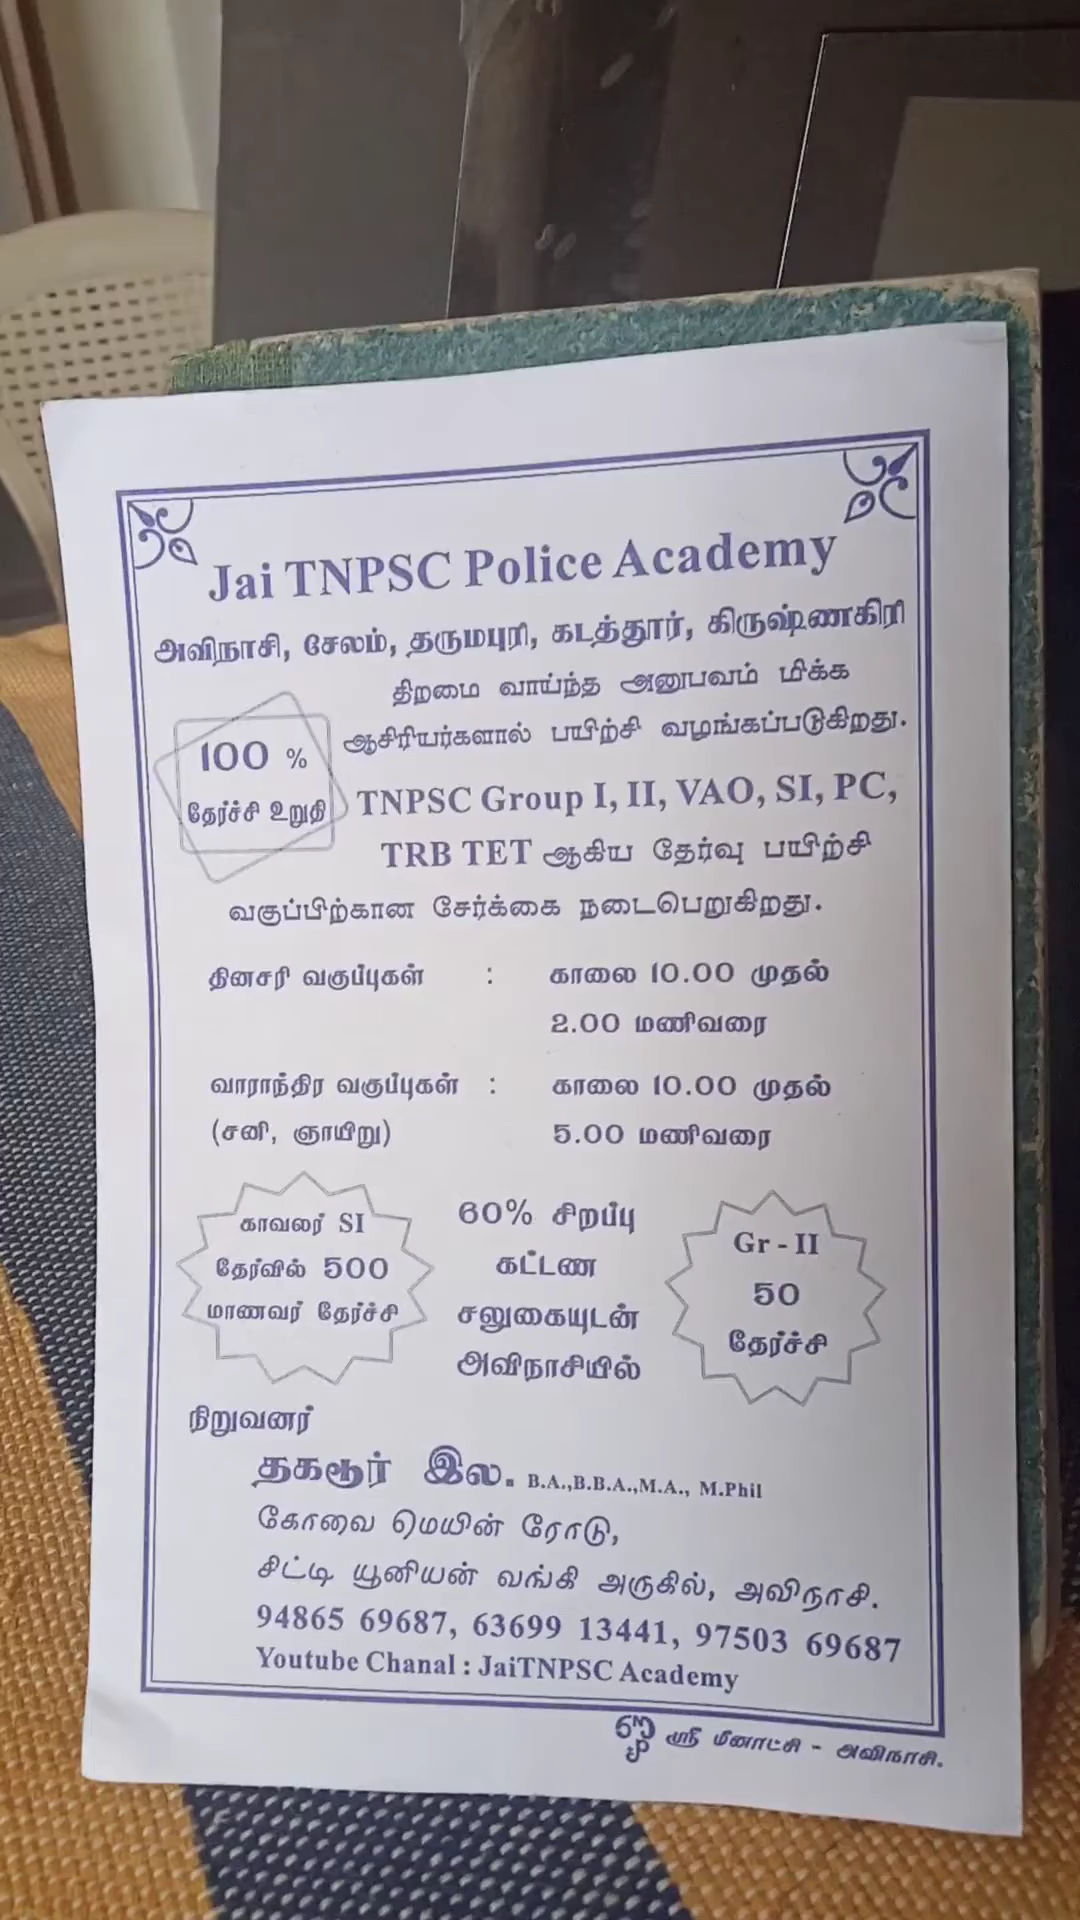 Jai TNPSC Police Academy
அவிநாசி, சேலம், தருமபுரி, கடத்தூர், கிருஷ்ணகிரி
திறமை வாய்ந்த அனுபவம் மிக்க
ஆசிரியர்களால் பயிற்சி வழங்கப்படுகிறது.
100 %
தேர்ச்சி உறுதி
TNPSC Group I, II, VAO, SI, PC,
TRB TET ஆகிய தேர்வு பயிற்சி
வகுப்பிற்கான சேர்க்கை நடைபெறுகிறது.
தினசரி வகுப்புகள் : காலை 10.00 முதல்
2.00 மணிவரை
வாராந்திர வகுப்புகள் : காலை 10.00 முதல்
(சனி, ஞாயிறு) 5.00 மணிவரை
காவலர் SI
தேர்வில் 500
மாணவர் தேர்ச்சி
60% சிறப்பு
கட்டண
சலுகையுடன்
அவிநாசியில்
Gr - II
50
தேர்ச்சி
நிறுவனர்
தகடூர் இல. B.A.,B.B.A.,M.A., M.Phil
கோவை மெயின் ரோடு,
சிட்டி யூனியன் வங்கி அருகில், அவிநாசி.
94865 69687, 63699 13441, 97503 69687
Youtube Chanal : JaiTNPSC Academy
ஸ்ரீ மீனாட்சி - அவிநாசி.